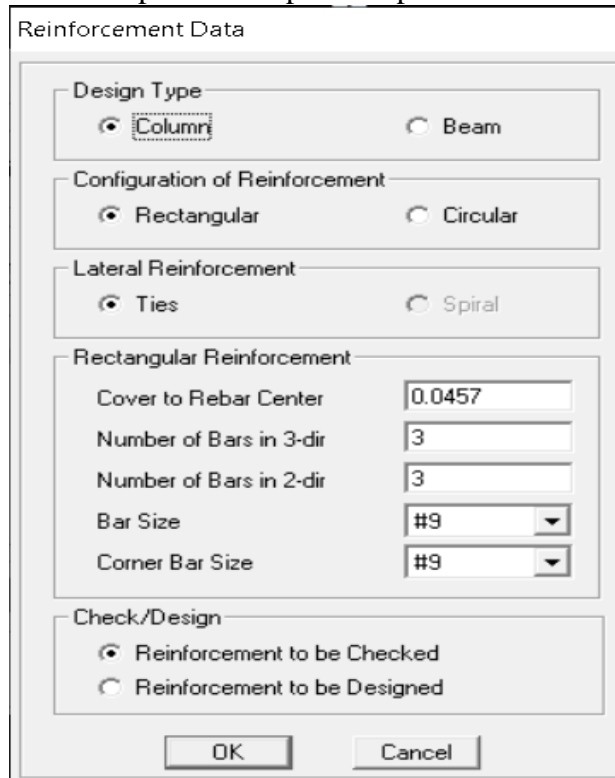 Reinforcement Data
Design Type
Column Beam
Configuration of Reinforcement
Rectangular Circular
Lateral Reinforcement
Ties Spiral
Rectangular Reinforcement
Cover to Rebar Center 0.0457
Number of Bars in 3-dir 3
Number of Bars in 2-dir 3
Bar Size #9
Corner Bar Size #9
Check/Design
Reinforcement to be Checked
Reinforcement to be Designed
OK Cancel